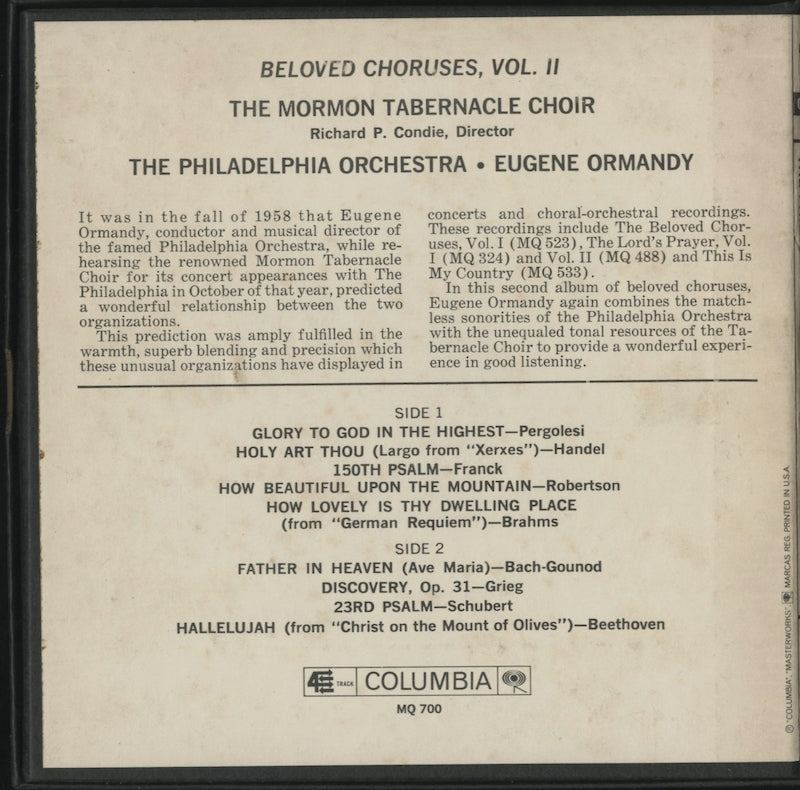 BELOVED CHORUSES, VOL. II
THE MORMON TABERNACLE CHOIR
Richard P. Condie, Director
THE PHILADELPHIA ORCHESTRA • EUGENE ORMANDY
It was in the fall of 1958 that Eugene
Ormandy, conductor and musical director of
the famed Philadelphia Orchestra, while re-
hearsing the renowned Mormon Tabernacle
Choir for its concert appearances with The
Philadelphia in October of that year, predicted
a wonderful relationship between the two
organizations.
This prediction was amply fulfilled in the
warmth, superb blending and precision which
these unusual organizations have displayed in
concerts and choral-orchestral recordings.
These recordings include The Beloved Chor-
uses, Vol. I (MQ 523), The Lord's Prayer, Vol.
I (MQ 324) and Vol. II (MQ 488) and This Is
My Country (MQ 533).
In this second album of beloved choruses,
Eugene Ormandy again combines the match-
less sonorities of the Philadelphia Orchestra
with the unequaled tonal resources of the Ta-
bernacle Choir to provide a wonderful experi-
ence in good listening.
SIDE 1
GLORY TO GOD IN THE HIGHEST—Pergolesi
HOLY ART THOU (Largo from "Xerxes")—Handel
150TH PSALM—Franck
HOW BEAUTIFUL UPON THE MOUNTAIN—Robertson
HOW LOVELY IS THY DWELLING PLACE
(from "German Requiem")—Brahms
SIDE 2
FATHER IN HEAVEN (Ave Maria)—Bach-Gounod
DISCOVERY, Op. 31—Grieg
23RD PSALM—Schubert
HALLELUJAH (from "Christ on the Mount of Olives")—Beethoven
4 TRACK COLUMBIA
MQ 700
® "COLUMBIA", "MASTERWORKS", MARCAS REG. PRINTED IN U.S.A.